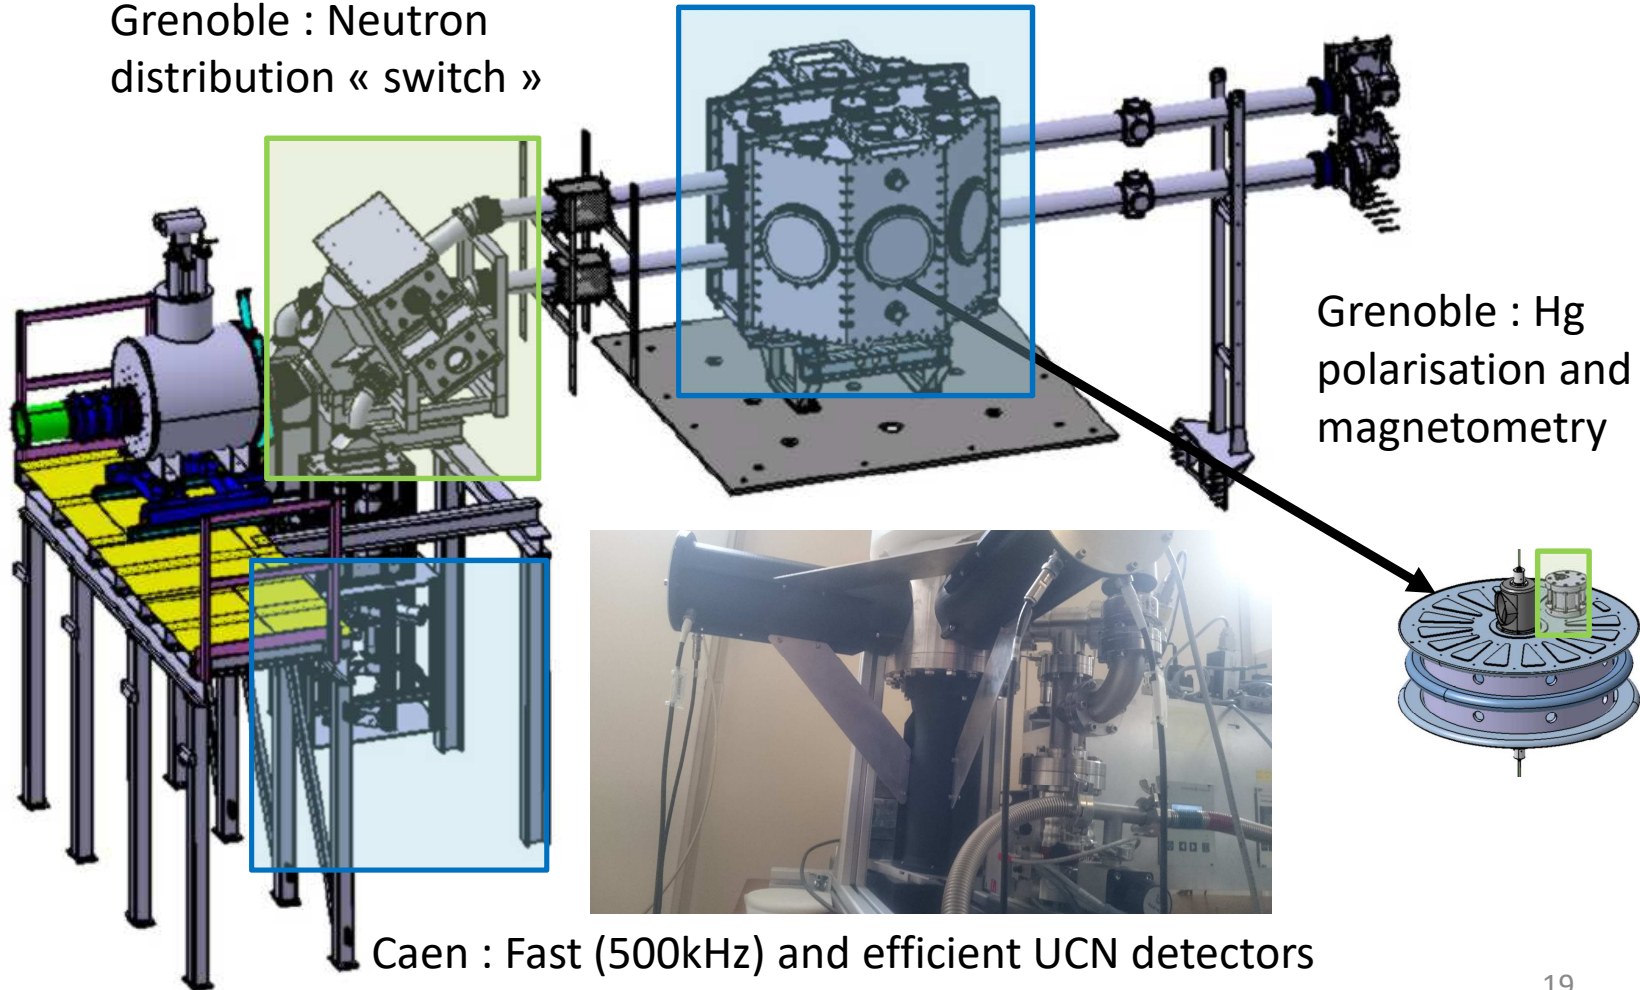 Grenoble : Neutron
distribution « switch »
Grenoble : Hg
polarisation and
magnetometry
Caen : Fast (500kHz) and efficient UCN detectors
19